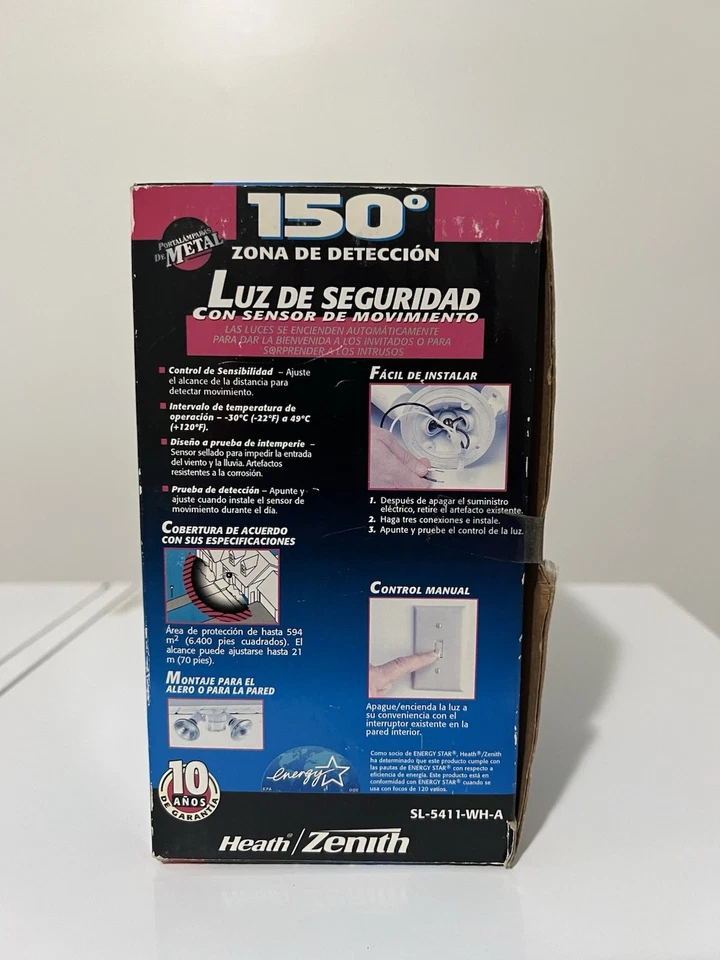 150°
ZONA DE DETECCIÓN
PORTALÁMPARAS
DE METAL
LUZ DE SEGURIDAD
CON SENSOR DE MOVIMIENTO
LAS LUCES SE ENCIENDEN AUTOMÁTICAMENTE
PARA DAR LA BIENVENIDA A LOS INVITADOS O PARA
SORPRENDER A LOS INTRUSOS
Control de Sensibilidad – Ajuste
el alcance de la distancia para
detectar movimiento.
Intervalo de temperatura de
operación – -30°C (-22°F) a 49°C
(+120°F).
Diseño a prueba de intemperie –
Sensor sellado para impedir la entrada
del viento y la lluvia. Artefactos
resistentes a la corrosión.
Prueba de detección – Apunte y
ajuste cuando instale el sensor de
movimiento durante el día.
COBERTURA DE ACUERDO
CON SUS ESPECIFICACIONES
Área de protección de hasta 594
m² (6.400 pies cuadrados). El
alcance puede ajustarse hasta 21
m (70 pies).
MONTAJE PARA EL
ALERO O PARA LA PARED
FÁCIL DE INSTALAR
1. Después de apagar el suministro
eléctrico, retire el artefacto existente.
2. Haga tres conexiones e instale.
3. Apunte y pruebe el control de la luz.
CONTROL MANUAL
Apague/encienda la luz a
su conveniencia con el
interruptor existente en la
pared interior.
energy
EPA DOE
Como socio de ENERGY STAR®, Heath®/Zenith
ha determinado que este producto cumple con
las pautas de ENERGY STAR® con respecto a
eficiencia de energía. Este producto está en
conformidad con ENERGY STAR® cuando se
usa con focos de 120 vatios.
10
AÑOS
DE GARANTÍA
SL-5411-WH-A
Heath®/Zenith